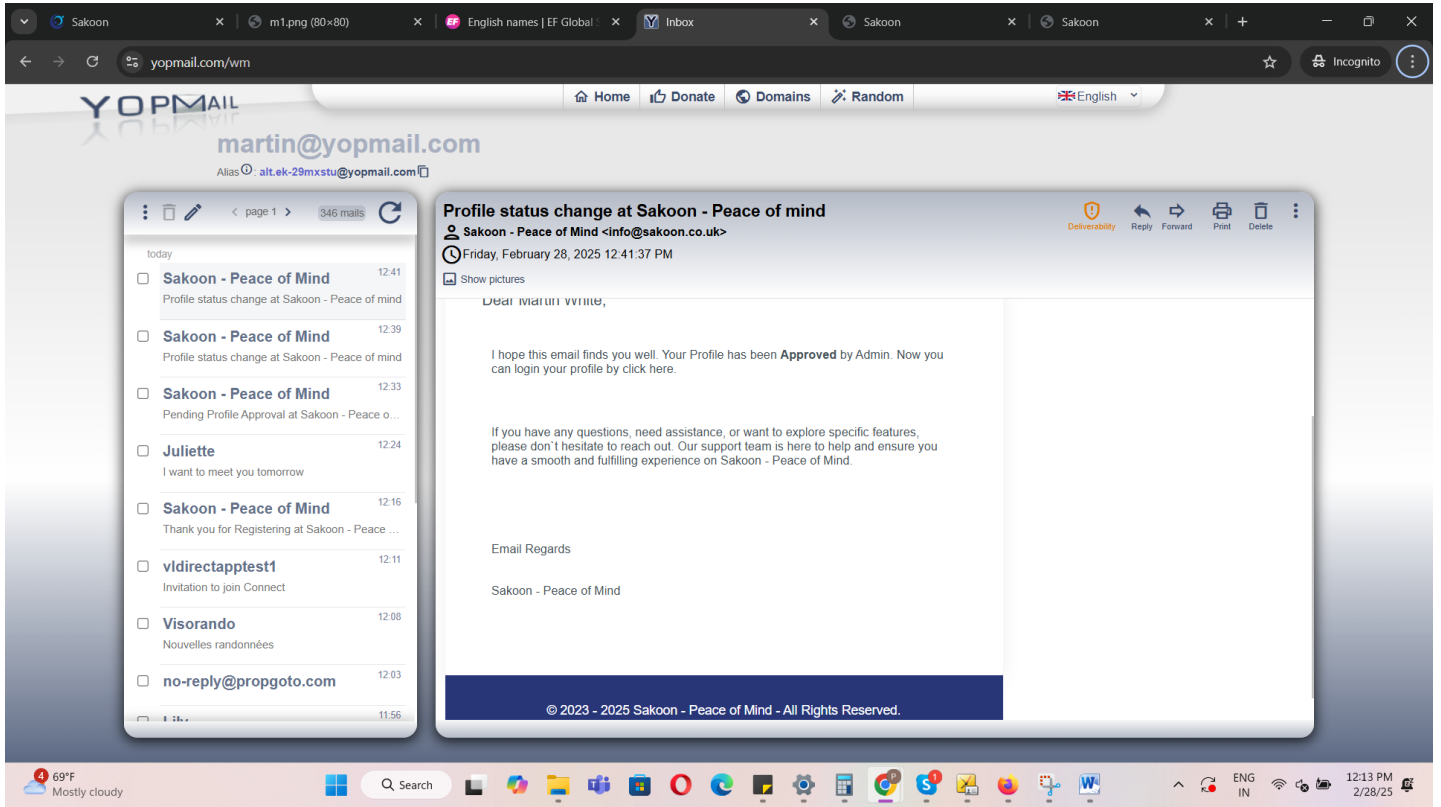 Sakoon
m1.png (80×80)
English names | EF Global S
Inbox
Sakoon
Sakoon
yopmail.com/wm
Incognito
YOPMAIL
Home
Donate
Domains
Random
English
martin@yopmail.com
Alias : alt.ek-29mxstu@yopmail.com
page 1
346 mails
today
Sakoon - Peace of Mind 12:41
Profile status change at Sakoon - Peace of mind
Sakoon - Peace of Mind 12:39
Profile status change at Sakoon - Peace of mind
Sakoon - Peace of Mind 12:33
Pending Profile Approval at Sakoon - Peace o...
Juliette 12:24
I want to meet you tomorrow
Sakoon - Peace of Mind 12:16
Thank you for Registering at Sakoon - Peace ...
vldirectapptest1 12:11
Invitation to join Connect
Visorando 12:08
Nouvelles randonnées
no-reply@propgoto.com 12:03
Lily 11:56
Profile status change at Sakoon - Peace of mind
Sakoon - Peace of Mind <info@sakoon.co.uk>
Friday, February 28, 2025 12:41:37 PM
Show pictures
Deliverability
Reply
Forward
Print
Delete
Dear Martin White,
I hope this email finds you well. Your Profile has been Approved by Admin. Now you
can login your profile by click here.
If you have any questions, need assistance, or want to explore specific features,
please don`t hesitate to reach out. Our support team is here to help and ensure you
have a smooth and fulfilling experience on Sakoon - Peace of Mind.
Email Regards
Sakoon - Peace of Mind
© 2023 - 2025 Sakoon - Peace of Mind - All Rights Reserved.
4
69°F
Mostly cloudy
Search
P
1
ENG
IN
12:13 PM
2/28/25